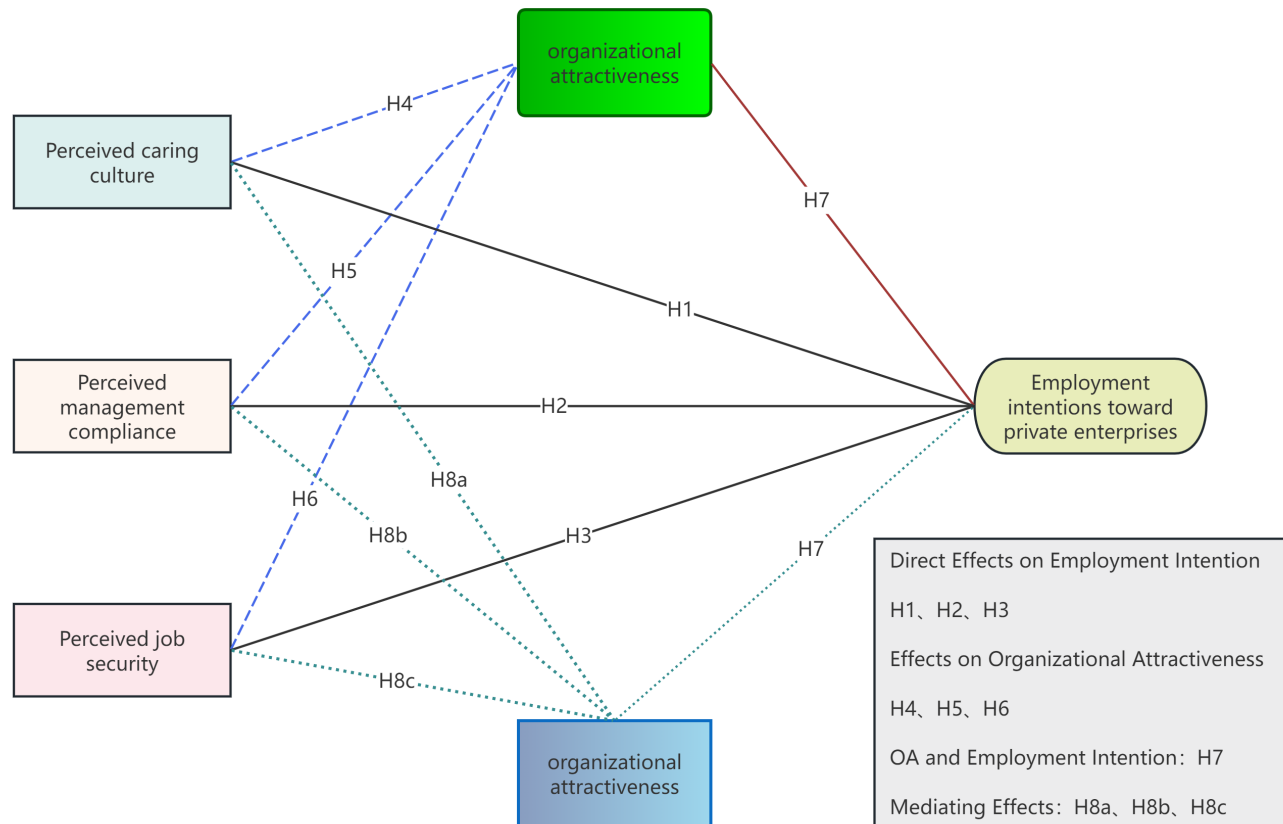 organizational
attractiveness
H4
Perceived caring
culture
H7
H5
H1
Perceived
management
compliance
H2
Employment
intentions toward
private enterprises
H8a
H6
H8b
H3
H7
Perceived job
security
H8c
organizational
attractiveness
Direct Effects on Employment Intention
H1、H2、H3
Effects on Organizational Attractiveness
H4、H5、H6
OA and Employment Intention：H7
Mediating Effects：H8a、H8b、H8c